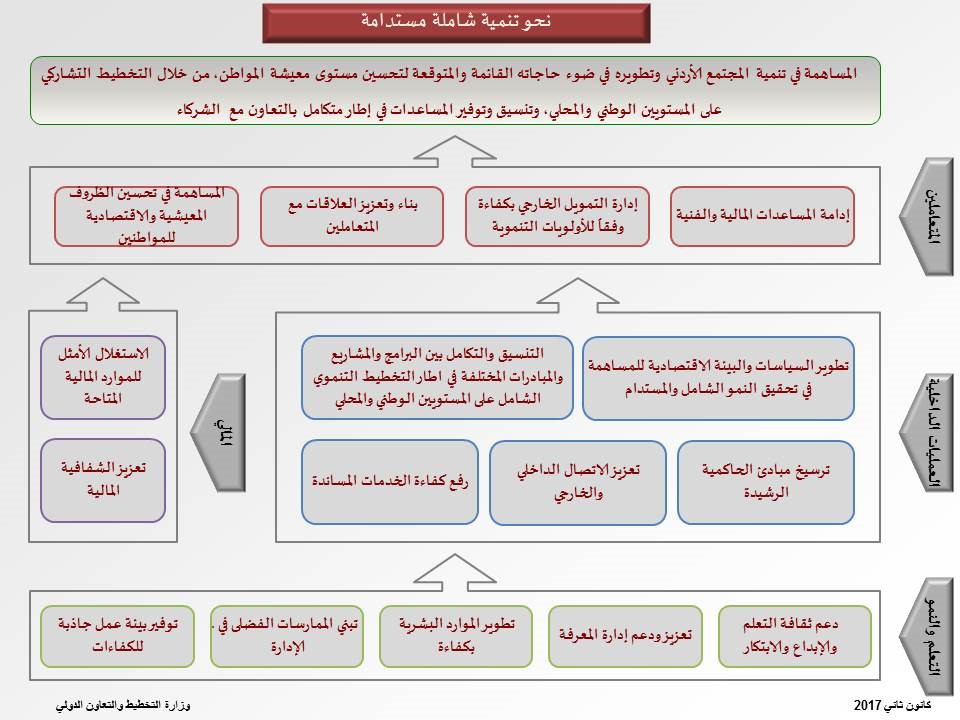 نحو تنمية شاملة مستدامة
المساهمة في تنمية المجتمع الأردني وتطويره في ضوء حاجاته القائمة والمتوقعة لتحسين مستوى معيشة المواطن، من خلال التخطيط التشاركي
على المستويين الوطني والمحلي، وتنسيق وتوفير المساعدات في إطار متكامل بالتعاون مع الشركاء
المتعاملين
إدامة المساعدات المالية والفنية
إدارة التمويل الخارجي بكفاءة
وفقاً للأولويات التنموية
بناء وتعزيز العلاقات مع
المتعاملين
المساهمة في تحسين الظروف
المعيشية والاقتصادية
للمواطنين
العمليات الداخلية
تطوير السياسات والبيئة الاقتصادية للمساهمة
في تحقيق النمو الشامل والمستدام
التنسيق والتكامل بين البرامج والمشاريع
والمبادرات المختلفة في اطار التخطيط التنموي
الشامل على المستويين الوطني والمحلي
ترسيخ مبادئ الحاكمية
الرشيدة
تعزيز الاتصال الداخلي
والخارجي
رفع كفاءة الخدمات المساندة
المالي
الاستغلال الأمثل
للموارد المالية
المتاحة
تعزيز الشفافية
المالية
التعلم والنمو
دعم ثقافة التعلم
والإبداع والابتكار
تعزيز ودعم إدارة المعرفة
تطوير الموارد البشرية
بكفاءة
تبني الممارسات الفضلى في .
الإدارة
توفير بيئة عمل جاذبة
للكفاءات
كانون ثاني 2017
وزارة التخطيط والتعاون الدولي